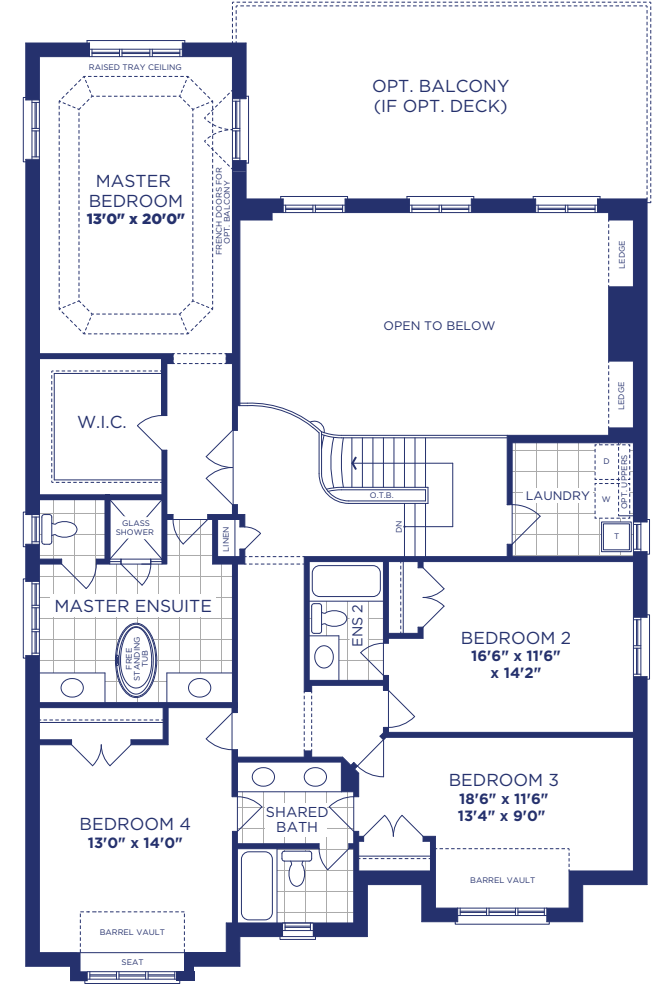 OPT. BALCONY
(IF OPT. DECK)
RAISED TRAY CEILING
MASTER
BEDROOM
13'0" x 20'0"
FRENCH DOORS FOR
OPT. BALCONY
LEDGE
OPEN TO BELOW
LEDGE
W.I.C.
O.T.B.
DN
LAUNDRY
D
W
OPT. UPPERS
T
GLASS
SHOWER
LINEN
MASTER ENSUITE
FREE
STANDING
TUB
ENS 2
BEDROOM 2
16'6" x 11'6"
x 14'2"
BEDROOM 3
18'6" x 11'6"
13'4" x 9'0"
SHARED
BATH
BEDROOM 4
13'0" x 14'0"
BARREL VAULT
BARREL VAULT
SEAT